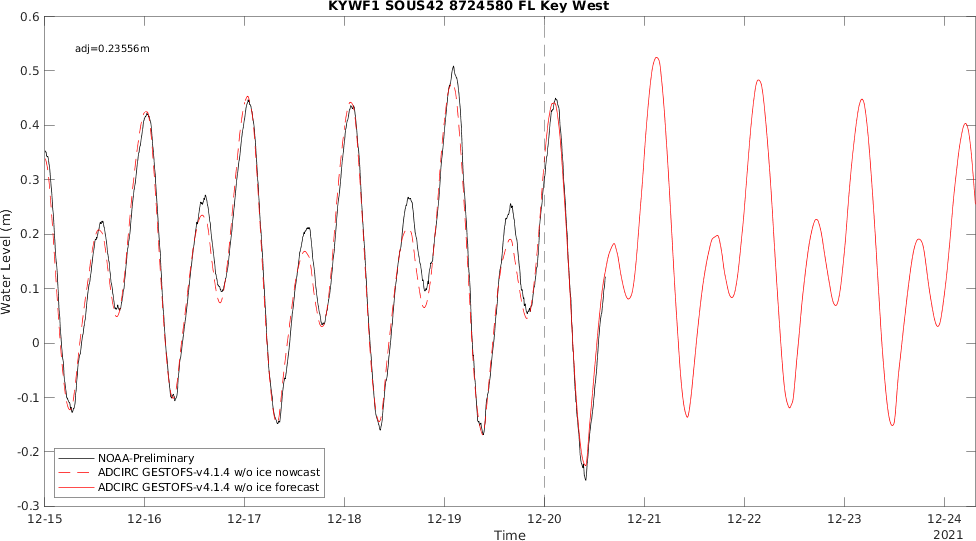 KYWF1 SOUS42 8724580 FL Key West
adj=0.23556m
Water Level (m)
0.6
0.5
0.4
0.3
0.2
0.1
0
-0.1
-0.2
-0.3
NOAA-Preliminary
ADCIRC GESTOFS-v4.1.4 w/o ice nowcast
ADCIRC GESTOFS-v4.1.4 w/o ice forecast
12-15 12-16 12-17 12-18 12-19 12-20 12-21 12-22 12-23 12-24
Time
2021